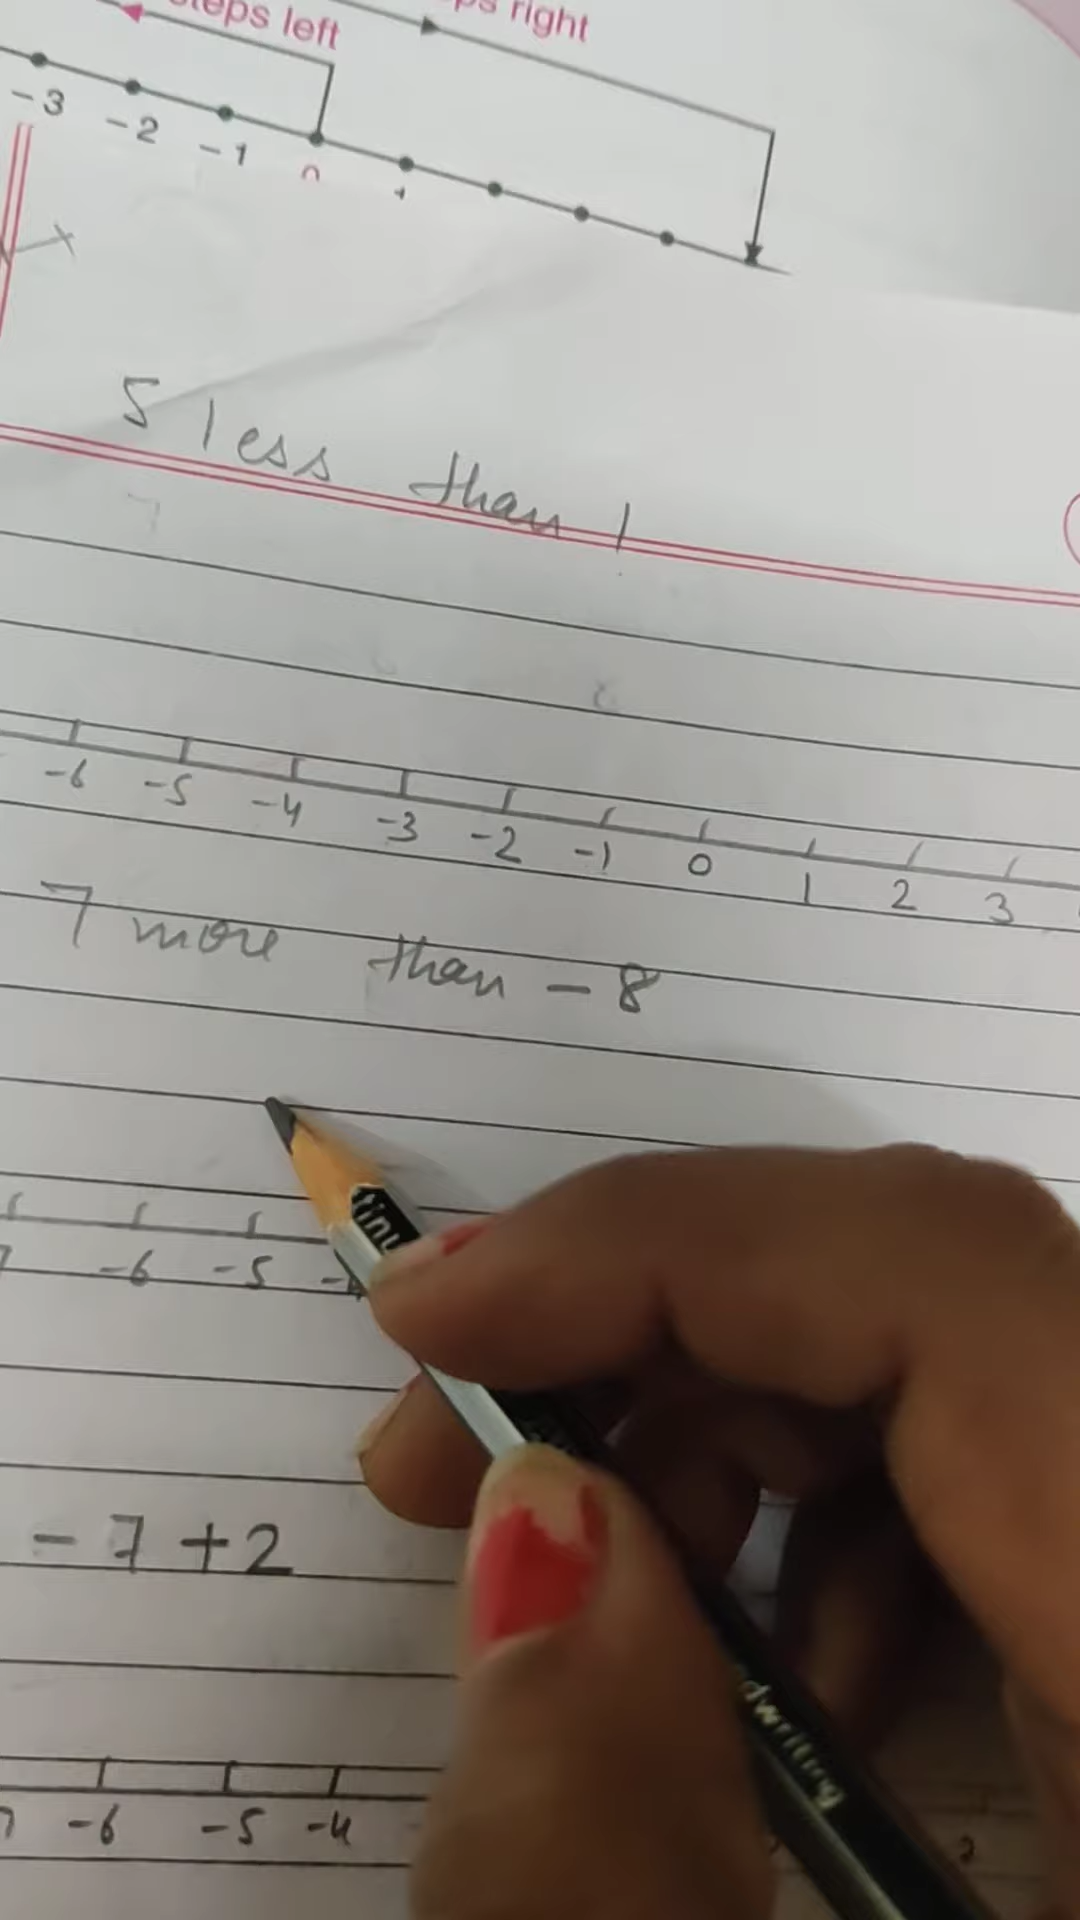 steps left
right
-3 -2 -1 0 1
5 less than 1
-6 -5 -4 -3 -2 -1 0 1 2 3
7 more than -8
-6 -5
-7+2
-6 -5 -4